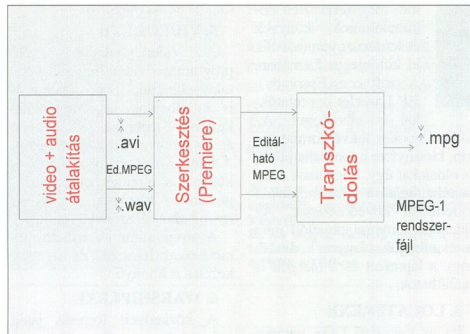 video + audio
átalakítás
.avi
Ed.MPEG
.wav
Szerkesztés
(Premiere)
Editál-
ható
MPEG
Transzkó-
dolás
.mpg
MPEG-1
rendszer-
fájl